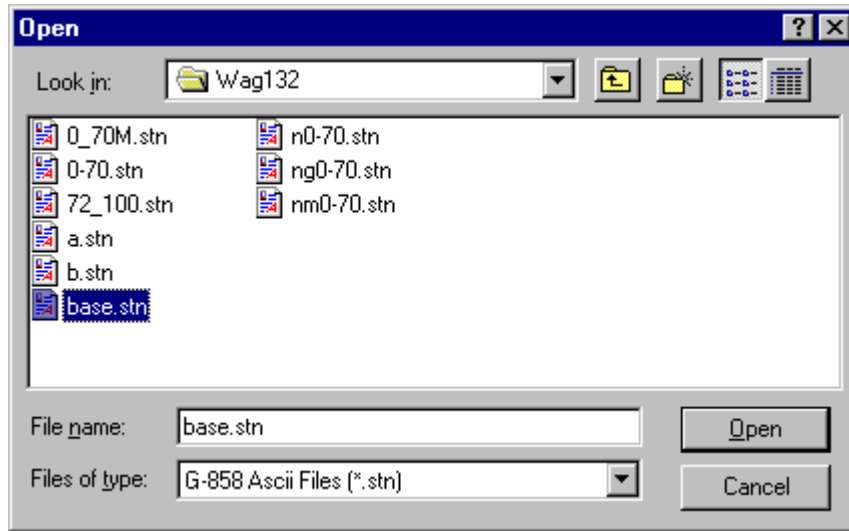 Open
Look in: Wag132
0_70M.stn
0-70.stn
72_100.stn
a.stn
b.stn
base.stn
n0-70.stn
ng0-70.stn
nm0-70.stn
File name: base.stn Open
Files of type: G-858 Ascii Files (*.stn) Cancel